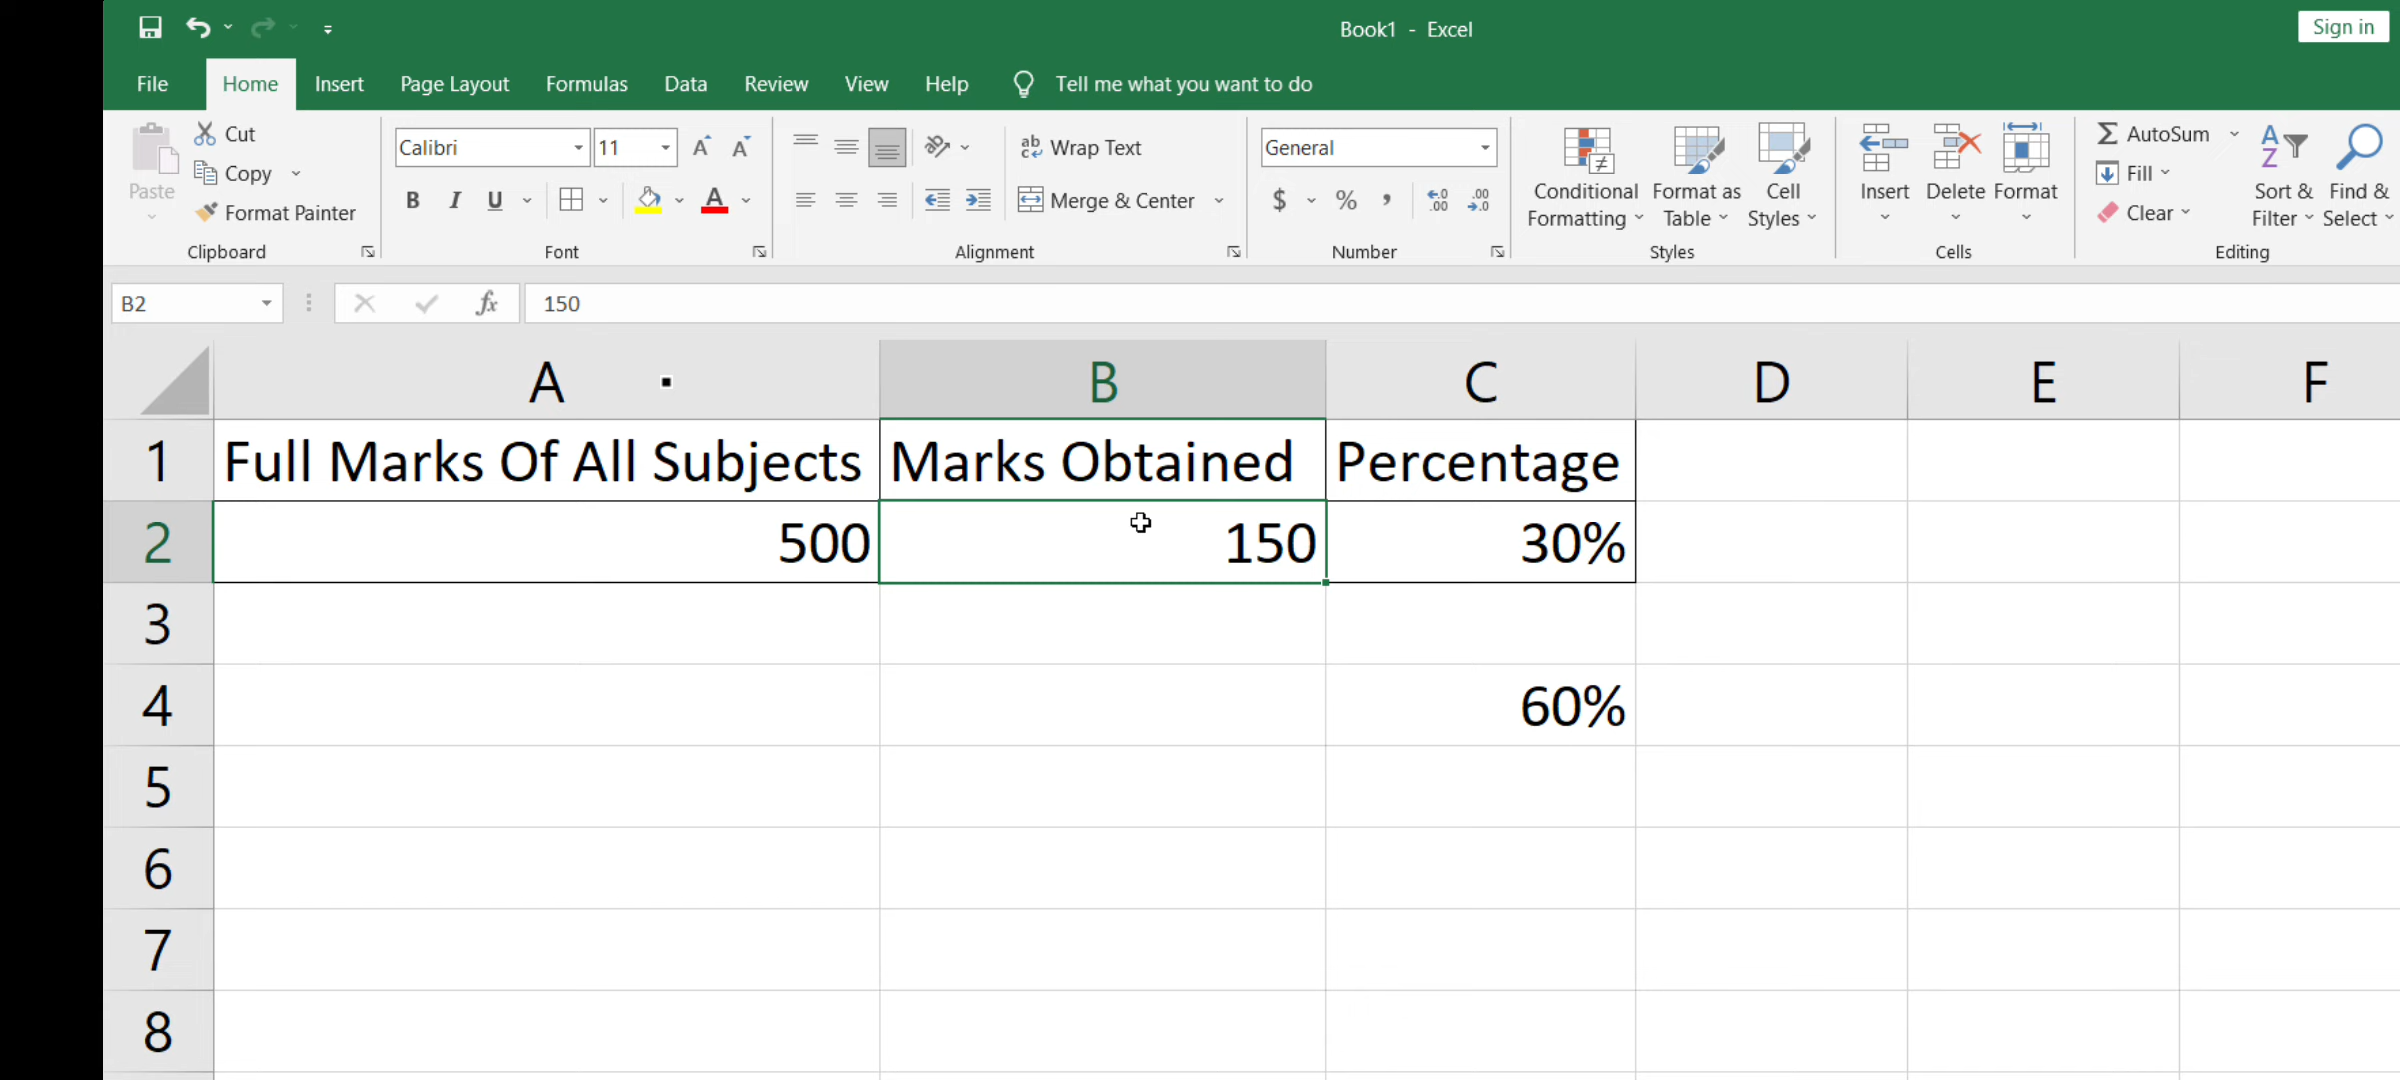 Book1 - Excel
Sign in
File Home Insert Page Layout Formulas Data Review View Help Tell me what you want to do
Paste
Cut
Copy
Format Painter
Clipboard
Calibri 11
B I U
Font
Wrap Text
Merge & Center
Alignment
General
$ % ,
Number
Conditional Formatting
Format as Table
Cell Styles
Styles
Insert Delete Format
Cells
AutoSum
Fill
Clear
Sort & Filter
Find & Select
Editing
B2 fx 150
A B C D E F
1 Full Marks Of All Subjects Marks Obtained Percentage
2 500 150 30%
3
4 60%
5
6
7
8